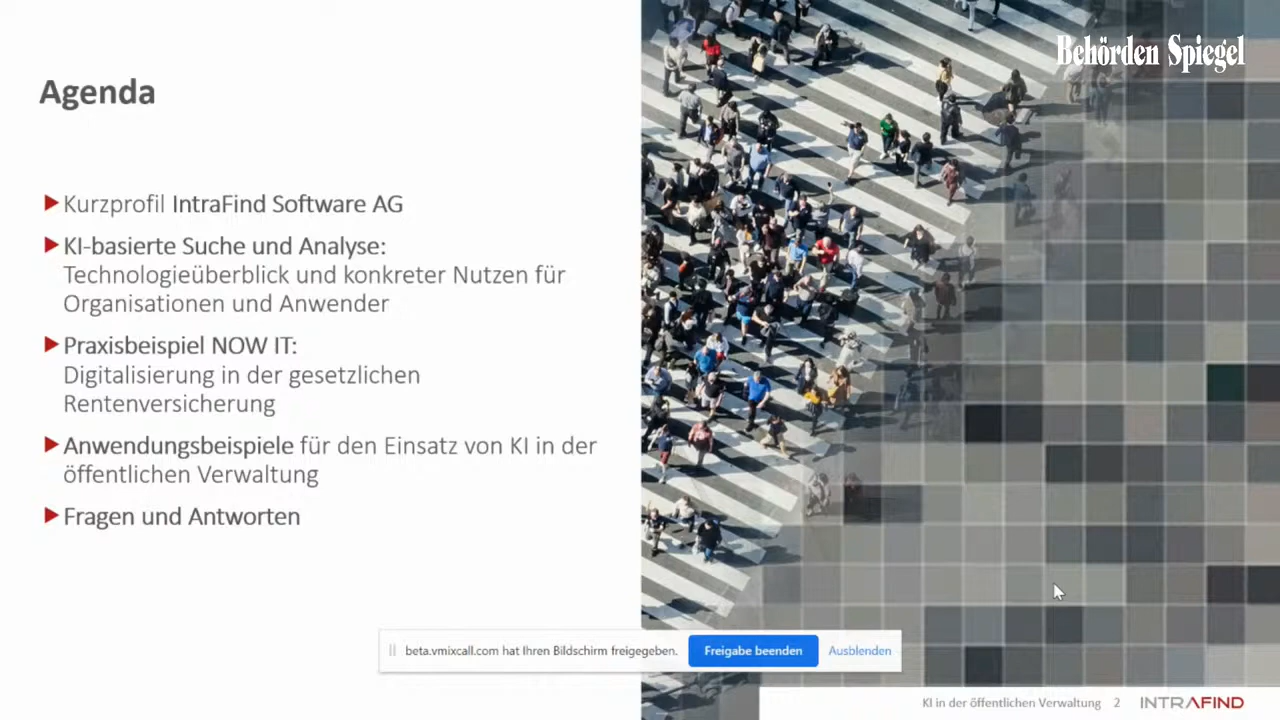 Behörden Spiegel
Agenda
Kurzprofil IntraFind Software AG
KI-basierte Suche und Analyse:
Technologieüberblick und konkreter Nutzen für
Organisationen und Anwender
Praxisbeispiel NOW IT:
Digitalisierung in der gesetzlichen
Rentenversicherung
Anwendungsbeispiele für den Einsatz von KI in der
öffentlichen Verwaltung
Fragen und Antworten
beta.vmixcall.com hat Ihren Bildschirm freigegeben. Freigabe beenden Ausblenden
KI in der öffentlichen Verwaltung 2 INTRAFIND